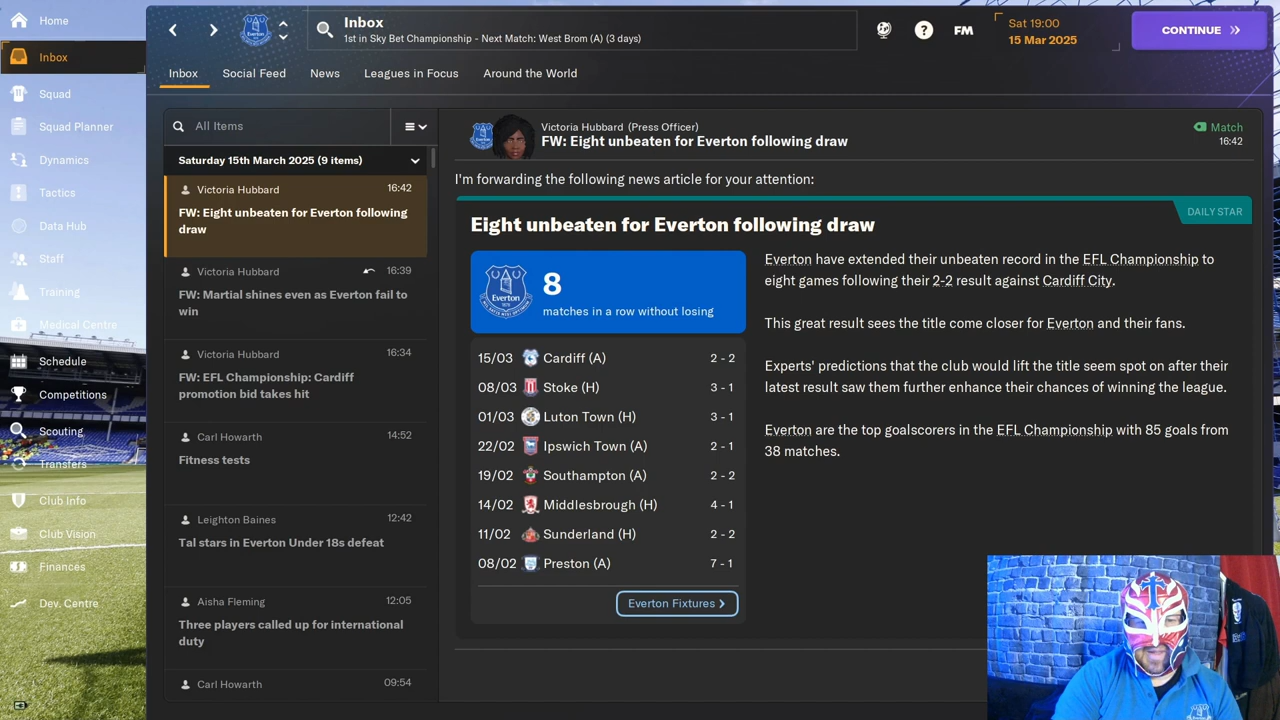 Home
Inbox
Squad
Squad Planner
Dynamics
Tactics
Data Hub
Staff
Training
Medical Centre
Schedule
Competitions
Scouting
Transfers
Club Info
Club Vision
Finances
Dev. Centre
Inbox
1st in Sky Bet Championship - Next Match: West Brom (A) (3 days)
FM
Sat 19:00
15 Mar 2025
CONTINUE
Inbox
Social Feed
News
Leagues in Focus
Around the World
All Items
Saturday 15th March 2025 (9 items)
Victoria Hubbard 16:42
FW: Eight unbeaten for Everton following
draw
Victoria Hubbard 16:39
FW: Martial shines even as Everton fail to
win
Victoria Hubbard 16:34
FW: EFL Championship: Cardiff
promotion bid takes hit
Carl Howarth 14:52
Fitness tests
Leighton Baines 12:42
Tal stars in Everton Under 18s defeat
Aisha Fleming 12:05
Three players called up for international
duty
Carl Howarth 09:54
Victoria Hubbard (Press Officer)
FW: Eight unbeaten for Everton following draw
Match
16:42
I'm forwarding the following news article for your attention:
Eight unbeaten for Everton following draw
DAILY STAR
Everton
8
matches in a row without losing
15/03 Cardiff (A) 2 - 2
08/03 Stoke (H) 3 - 1
01/03 Luton Town (H) 3 - 1
22/02 Ipswich Town (A) 2 - 1
19/02 Southampton (A) 2 - 2
14/02 Middlesbrough (H) 4 - 1
11/02 Sunderland (H) 2 - 2
08/02 Preston (A) 7 - 1
Everton Fixtures
Everton have extended their unbeaten record in the EFL Championship to
eight games following their 2-2 result against Cardiff City.
This great result sees the title come closer for Everton and their fans.
Experts' predictions that the club would lift the title seem spot on after their
latest result saw them further enhance their chances of winning the league.
Everton are the top goalscorers in the EFL Championship with 85 goals from
38 matches.